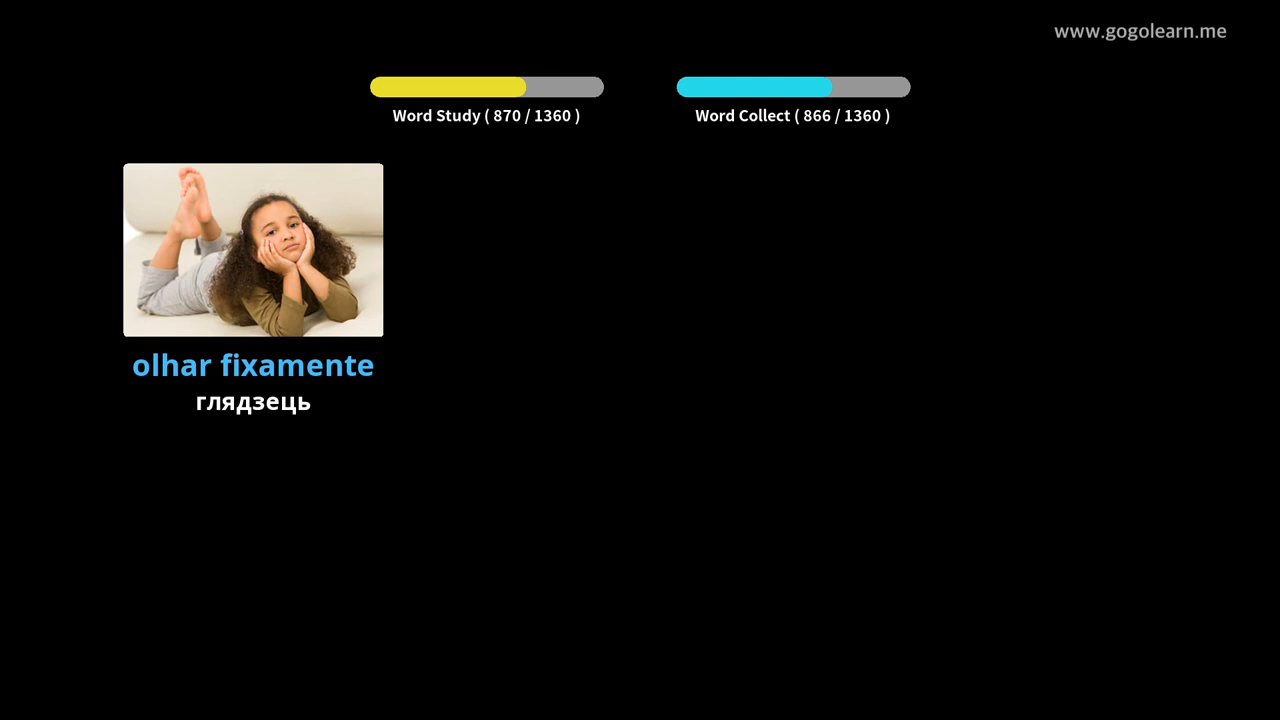 www.gogolearn.me
Word Study ( 870 / 1360 )
Word Collect ( 866 / 1360 )
olhar fixamente
глядзець